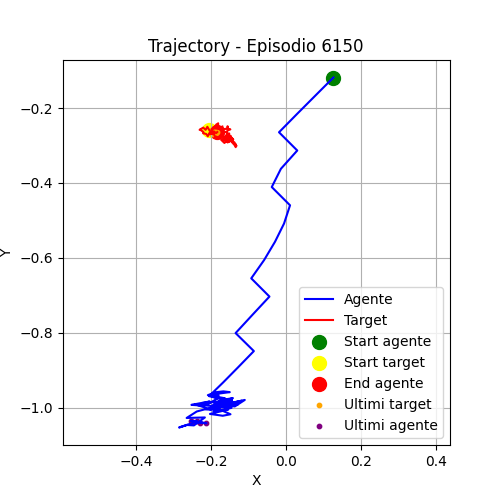 Trajectory - Episodio 6150
Y
−0.2
−0.4
−0.6
−0.8
−1.0
−0.4
−0.2
0.0
0.2
0.4
X
Agente
Target
Start agente
Start target
End agente
Ultimi target
Ultimi agente